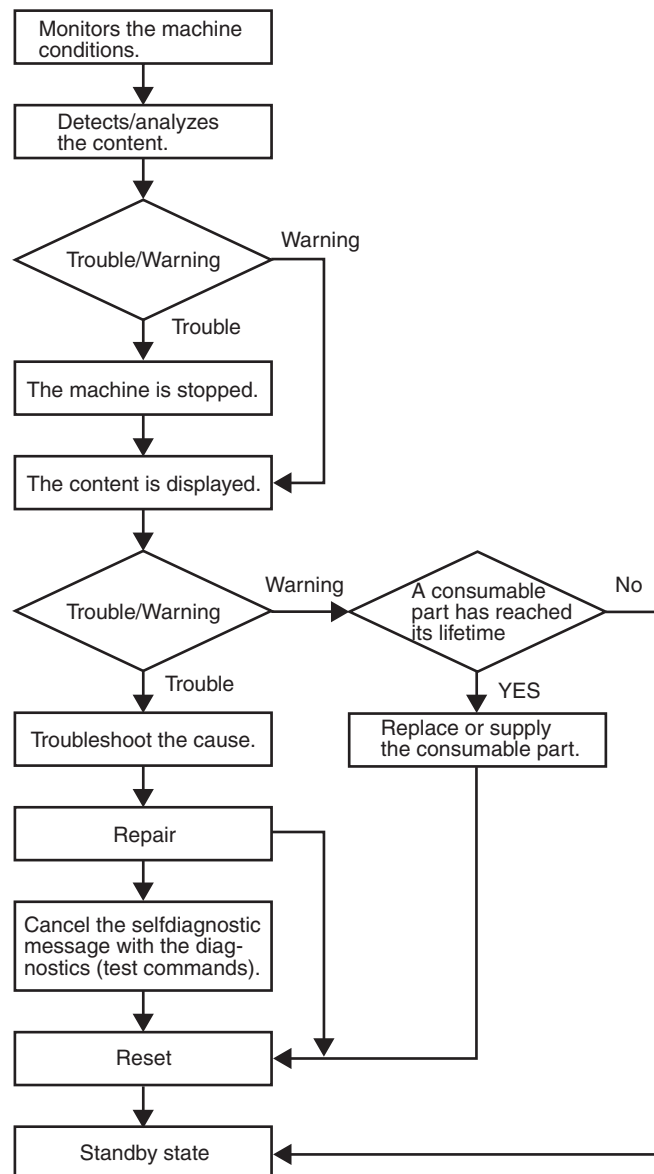 Monitors the machine
conditions.
Detects/analyzes
the content.
Trouble/Warning
Warning
Trouble
The machine is stopped.
The content is displayed.
Trouble/Warning
Warning
A consumable
part has reached
its lifetime
No
Trouble
YES
Troubleshoot the cause.
Replace or supply
the consumable part.
Repair
Cancel the selfdiagnostic
message with the diag-
nostics (test commands).
Reset
Standby state